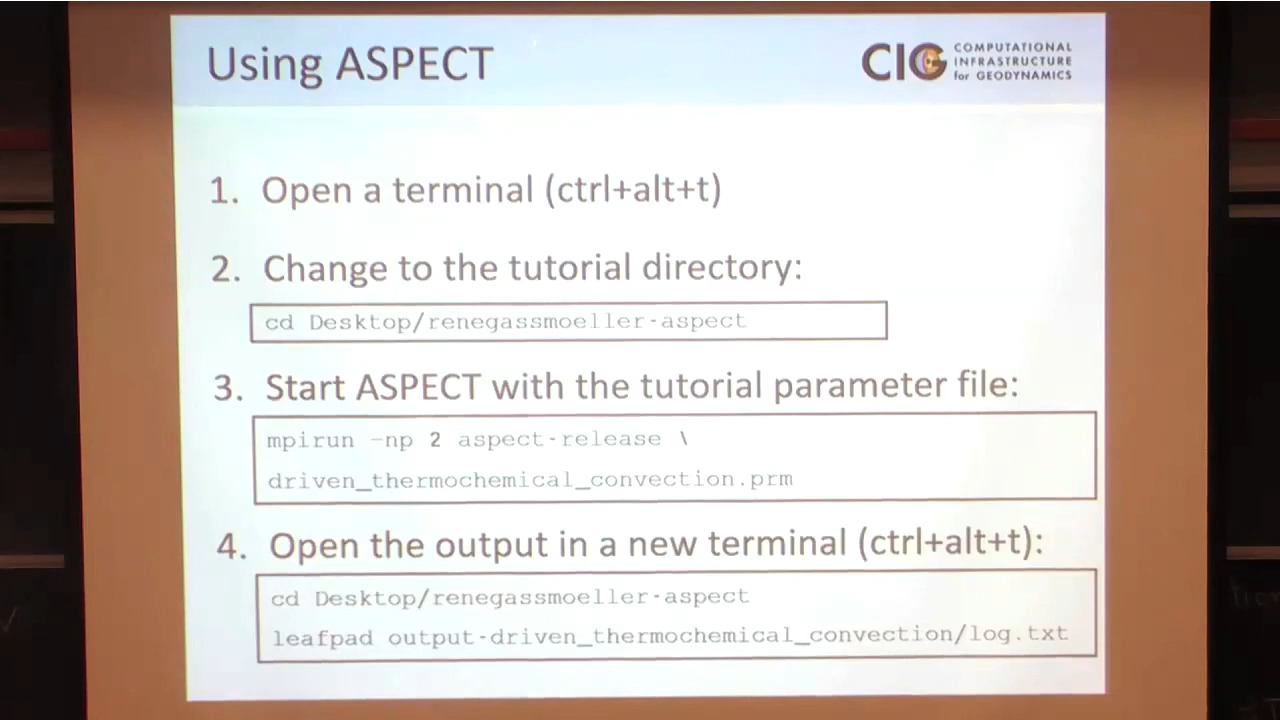 Using ASPECT
CIG COMPUTATIONAL
INFRASTRUCTURE
for GEODYNAMICS
1. Open a terminal (ctrl+alt+t)
2. Change to the tutorial directory:
cd Desktop/renegassmoeller-aspect
3. Start ASPECT with the tutorial parameter file:
mpirun –np 2 aspect-release \
driven_thermochemical_convection.prm
4. Open the output in a new terminal (ctrl+alt+t):
cd Desktop/renegassmoeller-aspect
leafpad output-driven_thermochemical_convection/log.txt